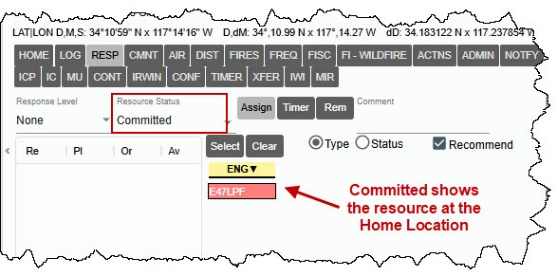 LAT|LON D,M,S: 34°10'59" N x 117°14'16" W D,dM: 34°,10.99 N x 117°,14.27 W dD: 34.183122 N x 117.237854 W
HOME LOG RESP CMNT AIR DIST FIRES FREQ FISC FI - WILDFIRE ACTNS ADMIN NOTFY
ICP IC MU CONT IRWIN CONF TIMER XFER IWI MIR
Response Level Resource Status Comment
None Committed Assign Timer Rem
Re Pl Or Av Select Clear Type Status Recommend
ENG▼
E47LPF
Committed shows
the resource at the
Home Location